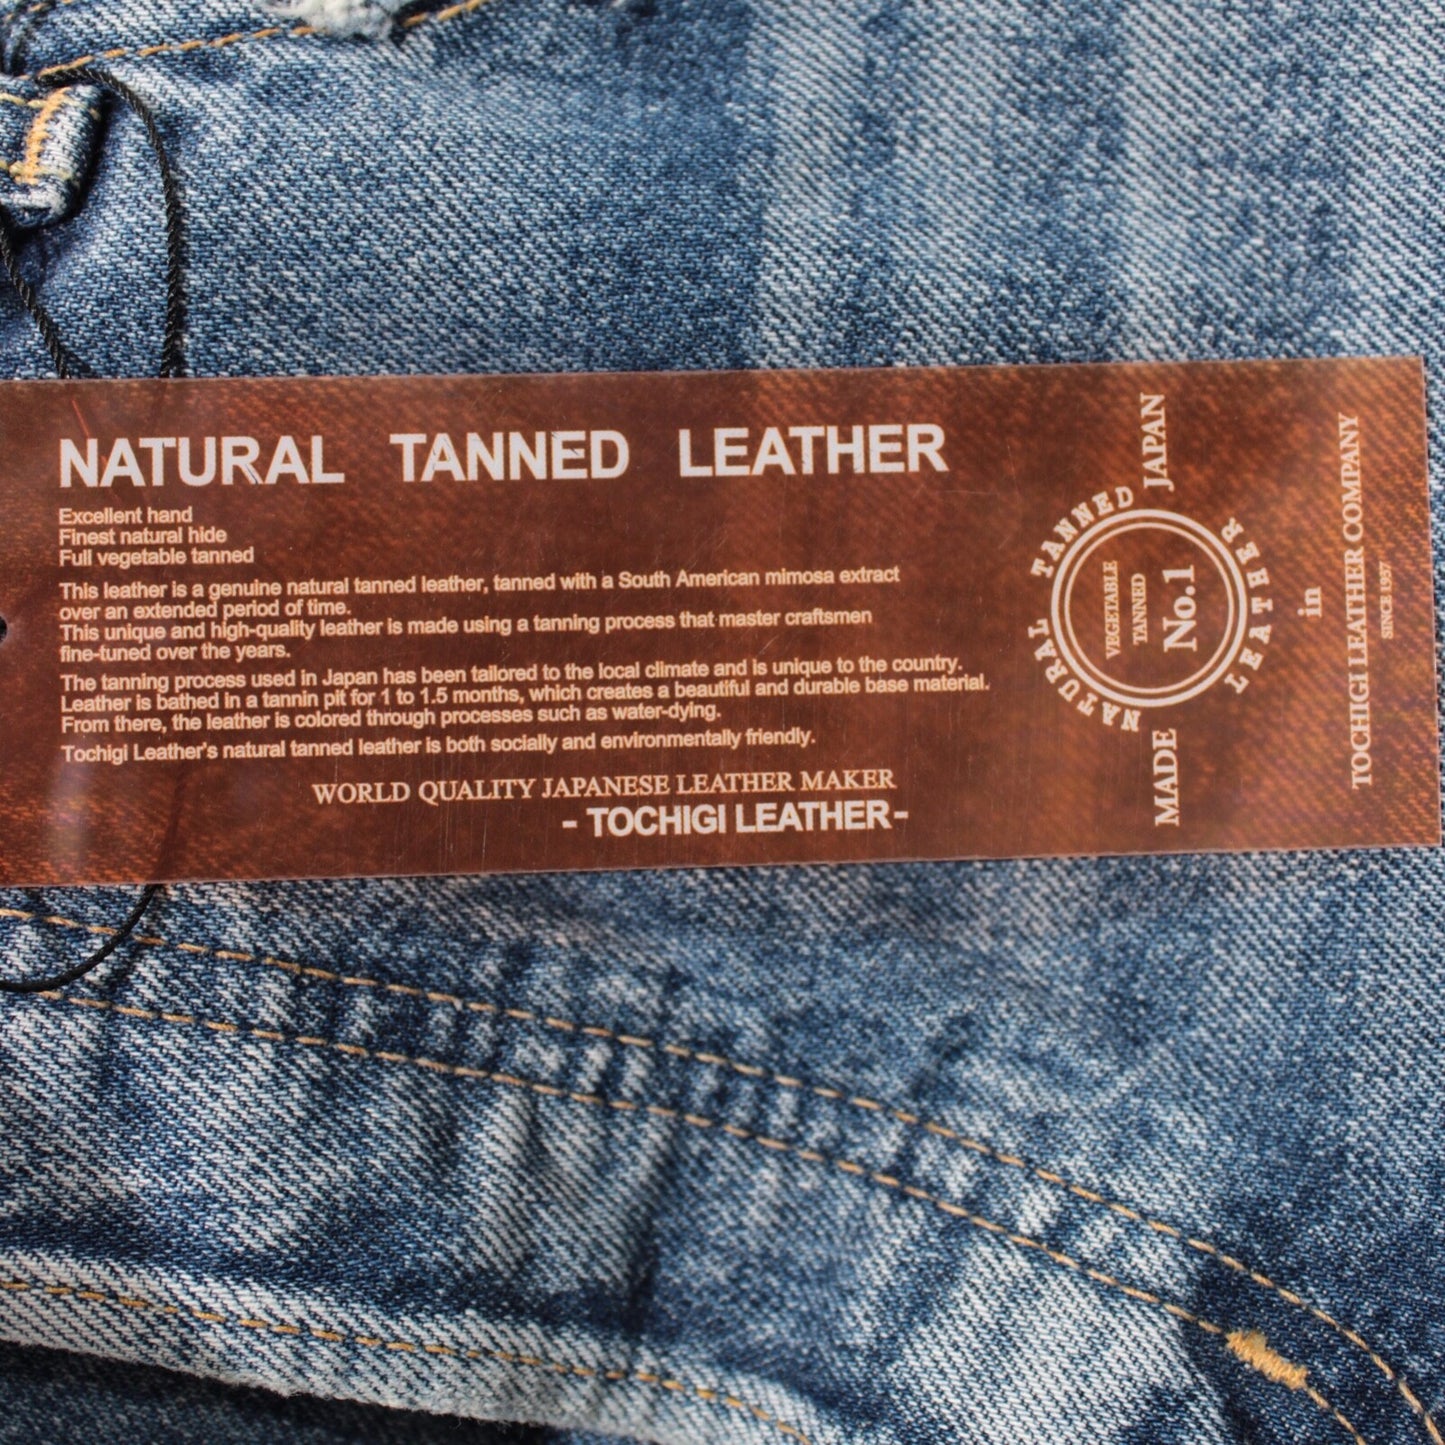 NATURAL TANNED LEATHER
Excellent hand
Finest natural hide
Full vegetable tanned
This leather is a genuine natural tanned leather, tanned with a South American mimosa extract
over an extended period of time.
This unique and high-quality leather is made using a tanning process that master craftsmen
fine-tuned over the years.
The tanning process used in Japan has been tailored to the local climate and is unique to the country.
Leather is bathed in a tannin pit for 1 to 1.5 months, which creates a beautiful and durable base material.
From there, the leather is colored through processes such as water-dying.
Tochigi Leather's natural tanned leather is both socially and environmentally friendly.
WORLD QUALITY JAPANESE LEATHER MAKER
- TOCHIGI LEATHER-
NATURAL TANNED LEATHER
VEGETABLE
TANNED
No.1
MADE in JAPAN
TOCHIGI LEATHER COMPANY
SINCE 1937